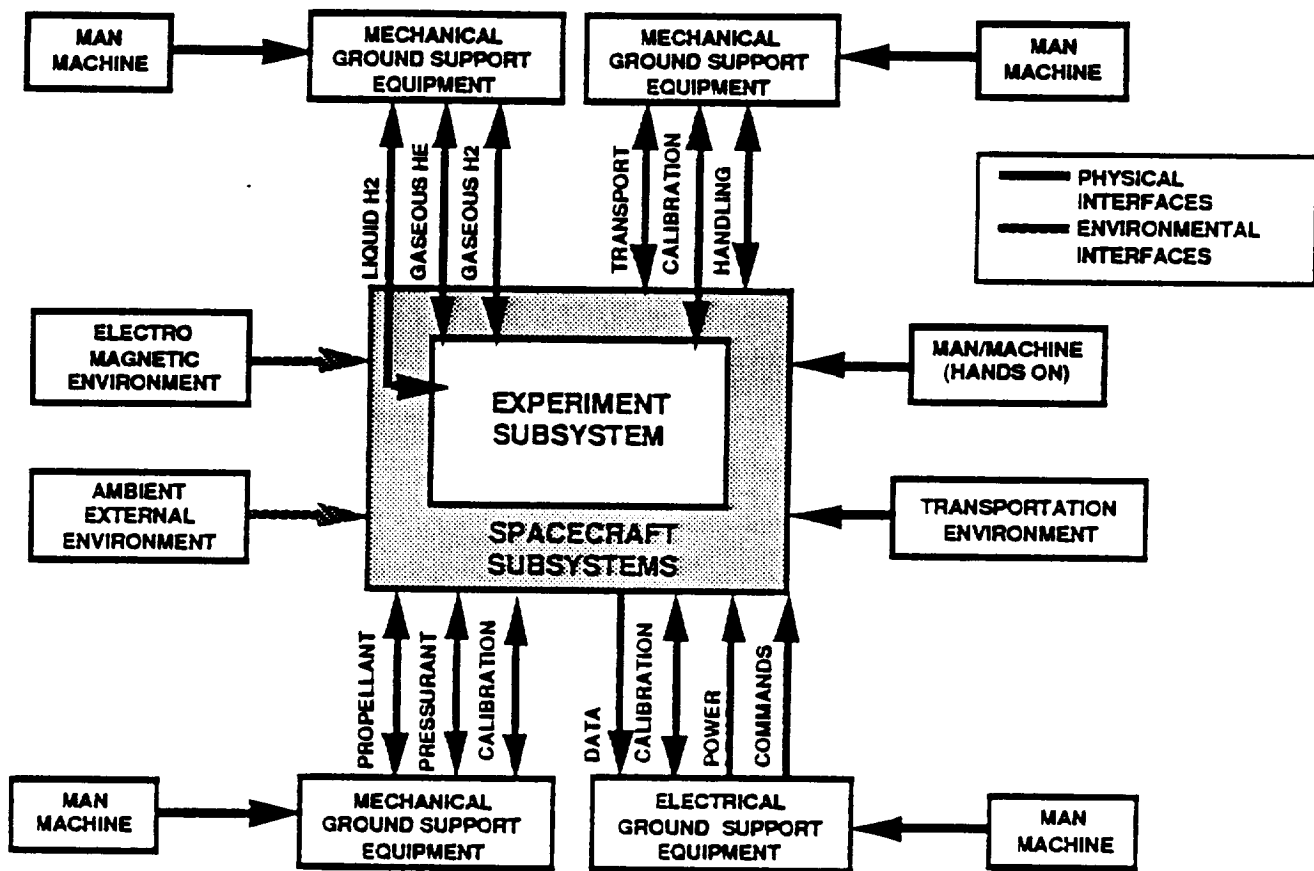 MAN
MACHINE
MECHANICAL
GROUND SUPPORT
EQUIPMENT
MECHANICAL
GROUND SUPPORT
EQUIPMENT
MAN
MACHINE
LIQUID H2
GASEOUS HE
GASEOUS H2
TRANSPORT
CALIBRATION
HANDLING
PHYSICAL
INTERFACES
ENVIRONMENTAL
INTERFACES
ELECTRO
MAGNETIC
ENVIRONMENT
MAN/MACHINE
(HANDS ON)
EXPERIMENT
SUBSYSTEM
AMBIENT
EXTERNAL
ENVIRONMENT
TRANSPORTATION
ENVIRONMENT
SPACECRAFT
SUBSYSTEMS
PROPELLANT
PRESSURANT
CALIBRATION
DATA
CALIBRATION
POWER
COMMANDS
MAN
MACHINE
MECHANICAL
GROUND SUPPORT
EQUIPMENT
ELECTRICAL
GROUND SUPPORT
EQUIPMENT
MAN
MACHINE